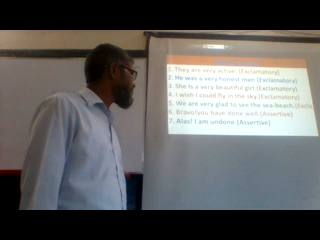 1. They are very active. (Exclamatory)
2. He was a very honest man (Exclamatory)
3. She Is a very beautiful girl (Exclamatory)
4. I wish I could fly in the sky (Exclamatory)
5. We are very glad to see the sea-beach. (Excla
6. Bravo!you have done well.(Assertive)
7. Alas! I am undone.(Assertive)